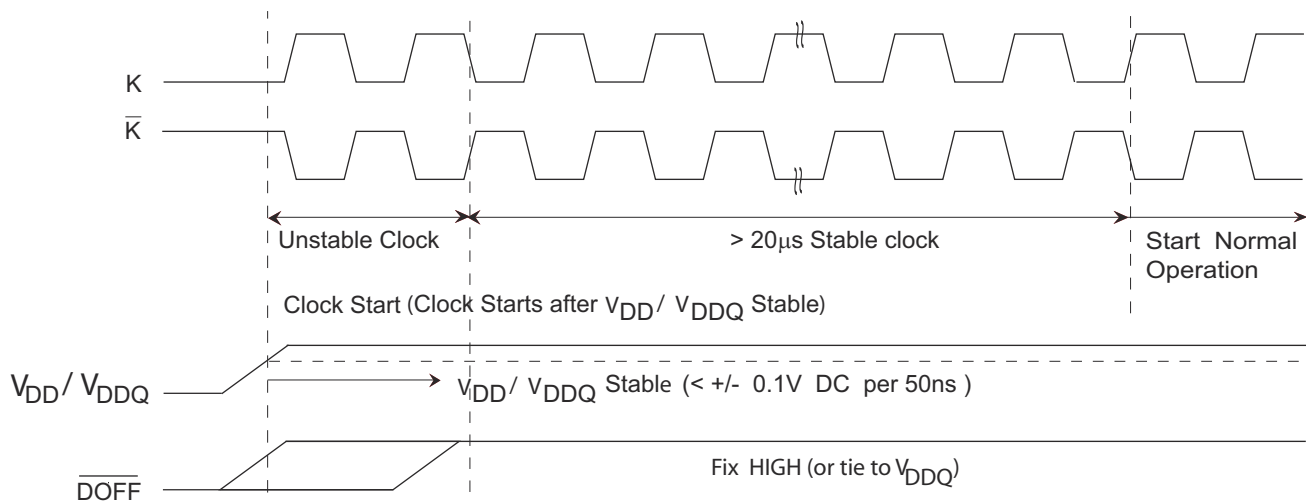 K
K̅
Unstable Clock
> 20μs Stable clock
Start Normal
Operation
Clock Start (Clock Starts after VDD / VDDQ Stable)
VDD / VDDQ
VDD / VDDQ Stable (< +/- 0.1V DC per 50ns )
D̅O̅F̅F̅
Fix HIGH (or tie to VDDQ)